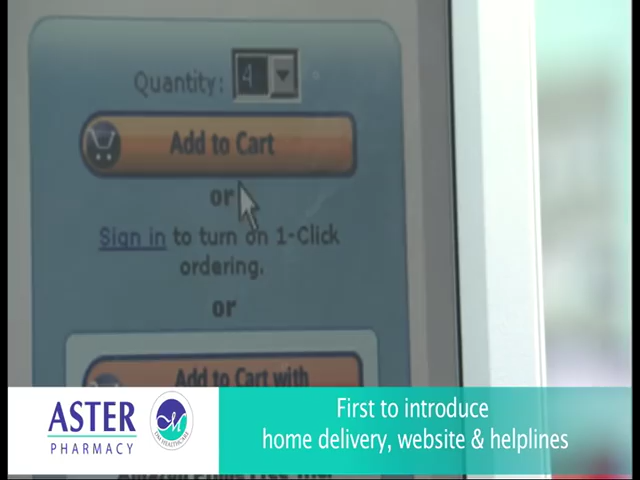 Quantity: 4
Add to Cart
or
Sign in to turn on 1-Click
ordering.
or
Add to Cart with
ASTER
PHARMACY
First to introduce
home delivery, website & helplines